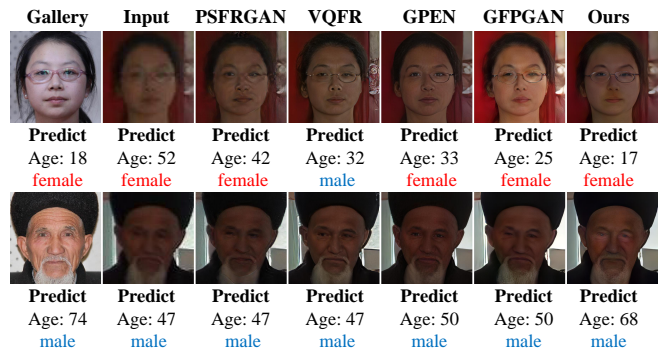 Gallery Input PSFRGAN VQFR GPEN GFPGAN Ours
Predict Predict Predict Predict Predict Predict Predict
Age: 18 Age: 52 Age: 42 Age: 32 Age: 33 Age: 25 Age: 17
female female female male female female female
Predict Predict Predict Predict Predict Predict Predict
Age: 74 Age: 47 Age: 47 Age: 47 Age: 50 Age: 50 Age: 68
male male male male male male male